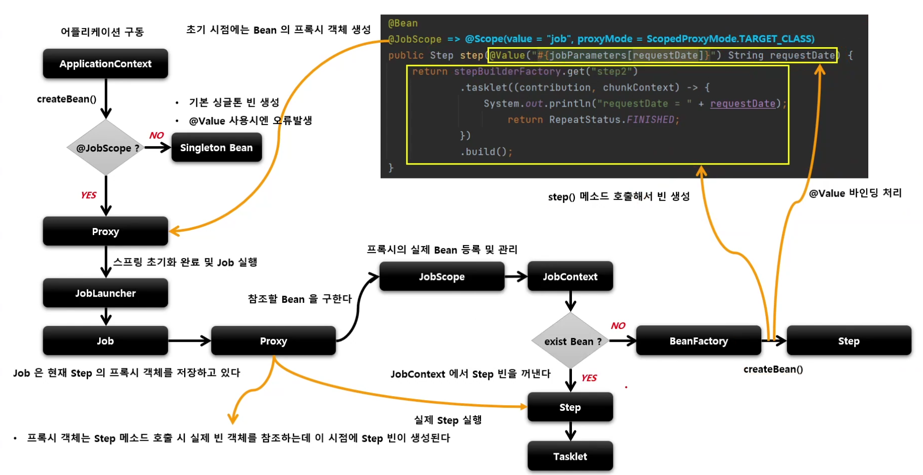 어플리케이션 구동
초기 시점에는 Bean 의 프록시 객체 생성
@Bean
@JobScope => @Scope(value = "job", proxyMode = ScopedProxyMode.TARGET_CLASS)
public Step step(@Value("#{jobParameters[requestDate]}") String requestDate) {
return stepBuilderFactory.get("step2")
.tasklet((contribution, chunkContext) -> {
System.out.println("requestDate = " + requestDate);
return RepeatStatus.FINISHED;
})
.build();
}
ApplicationContext
createBean()
• 기본 싱글톤 빈 생성
• @Value 사용시엔 오류발생
@JobScope ?
NO
Singleton Bean
YES
step() 메소드 호출해서 빈 생성
@Value 바인딩 처리
Proxy
스프링 초기화 완료 및 Job 실행
프록시의 실제 Bean 등록 및 관리
JobLauncher
참조할 Bean 을 구한다
JobScope
JobContext
Job
Proxy
exist Bean ?
NO
BeanFactory
Step
createBean()
Job 은 현재 Step 의 프록시 객체를 저장하고 있다
JobContext 에서 Step 빈을 꺼낸다
YES
실제 Step 실행
Step
• 프록시 객체는 Step 메소드 호출 시 실제 빈 객체를 참조하는데 이 시점에 Step 빈이 생성된다
Tasklet